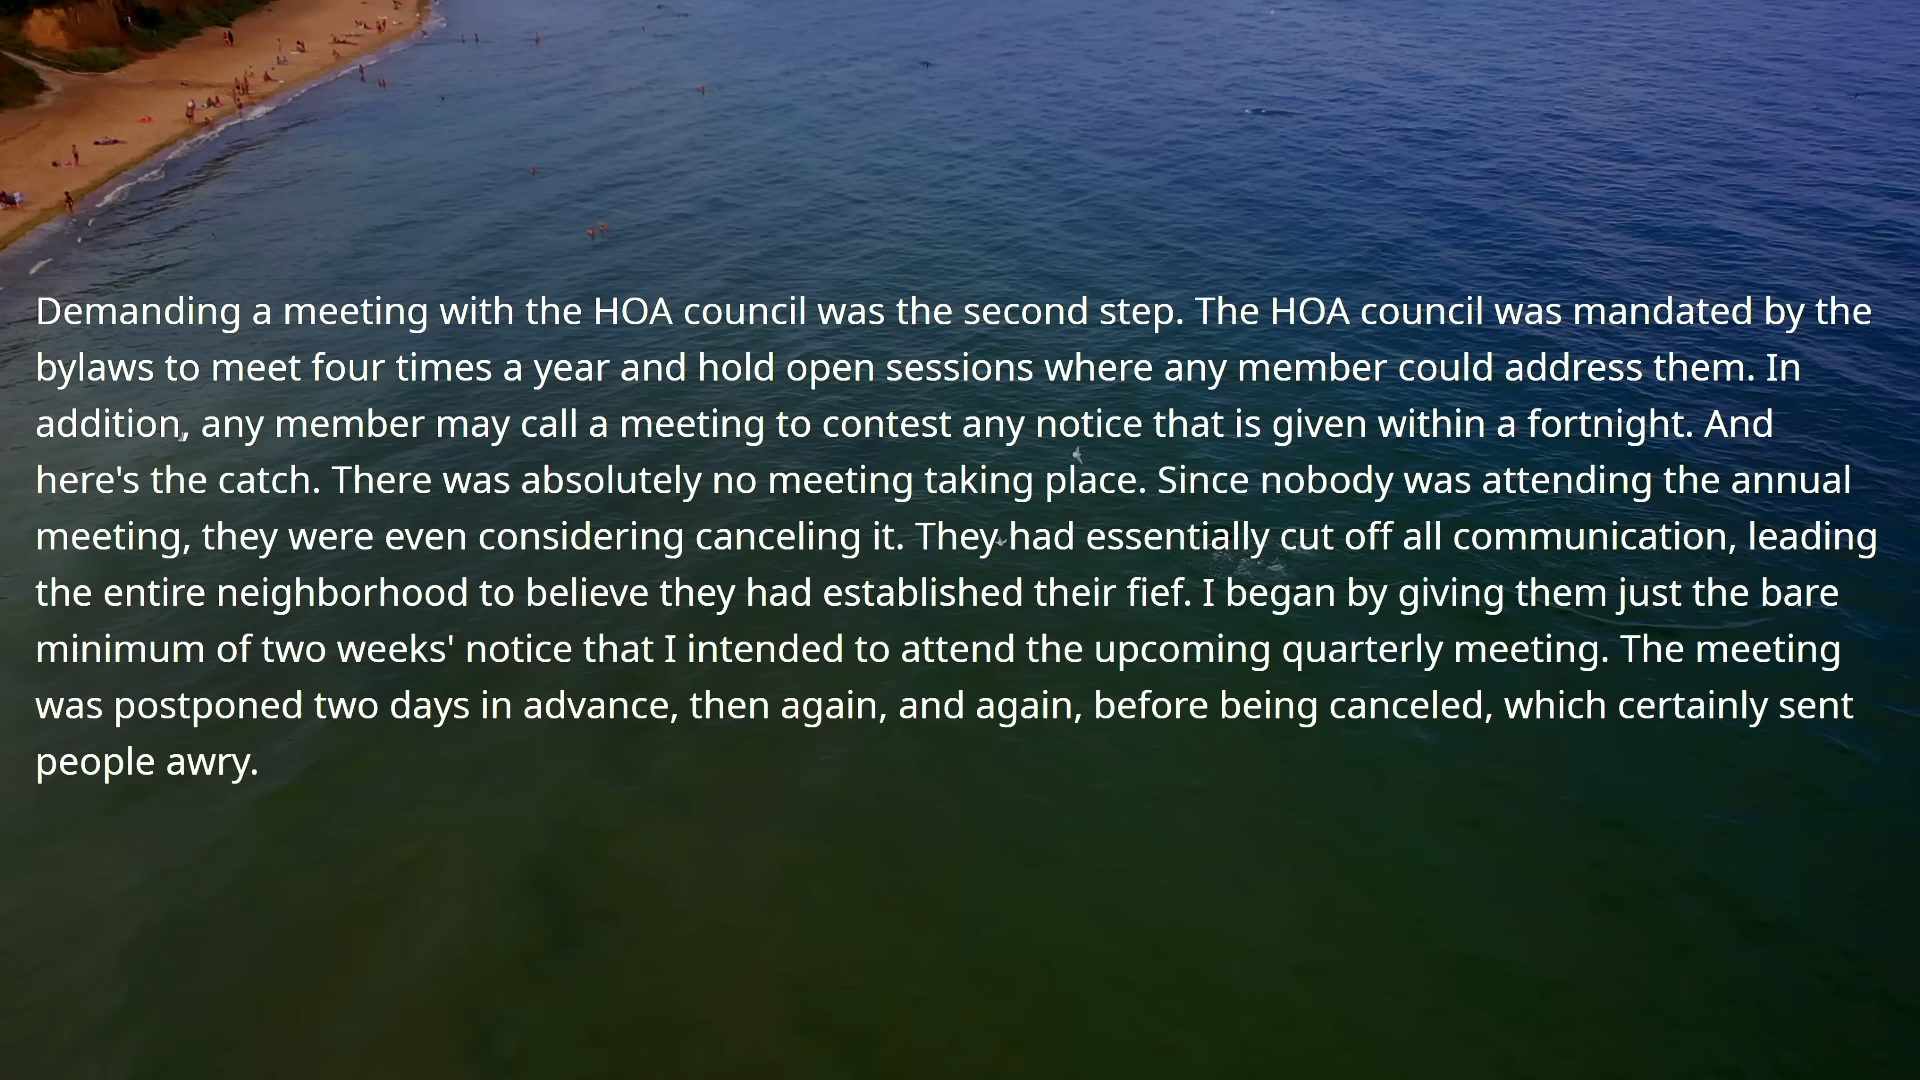 Demanding a meeting with the HOA council was the second step. The HOA council was mandated by the
bylaws to meet four times a year and hold open sessions where any member could address them. In
addition, any member may call a meeting to contest any notice that is given within a fortnight. And
here's the catch. There was absolutely no meeting taking place. Since nobody was attending the annual
meeting, they were even considering canceling it. They had essentially cut off all communication, leading
the entire neighborhood to believe they had established their fief. I began by giving them just the bare
minimum of two weeks' notice that I intended to attend the upcoming quarterly meeting. The meeting
was postponed two days in advance, then again, and again, before being canceled, which certainly sent
people awry.